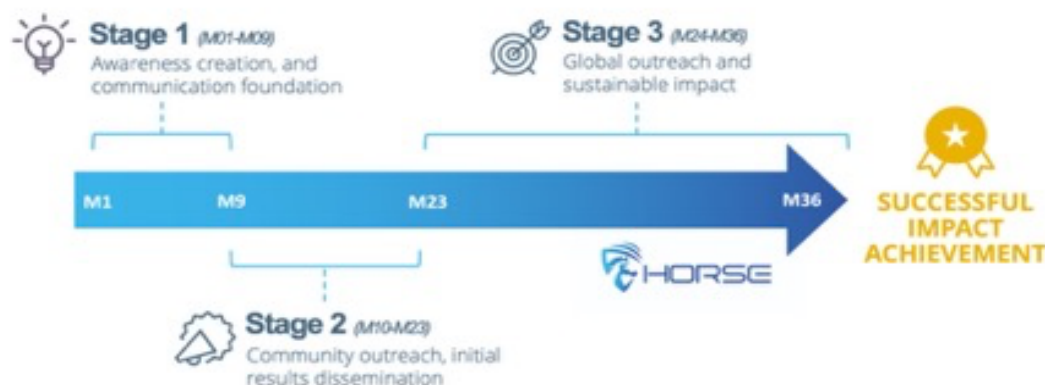 Stage 1 (M01-M09)
Awareness creation, and
communication foundation
Stage 3 (M24-M36)
Global outreach and
sustainable impact
M1
M9
M23
M36
SUCCESSFUL
IMPACT
ACHIEVEMENT
HORSE
Stage 2 (M10-M23)
Community outreach, initial
results dissemination